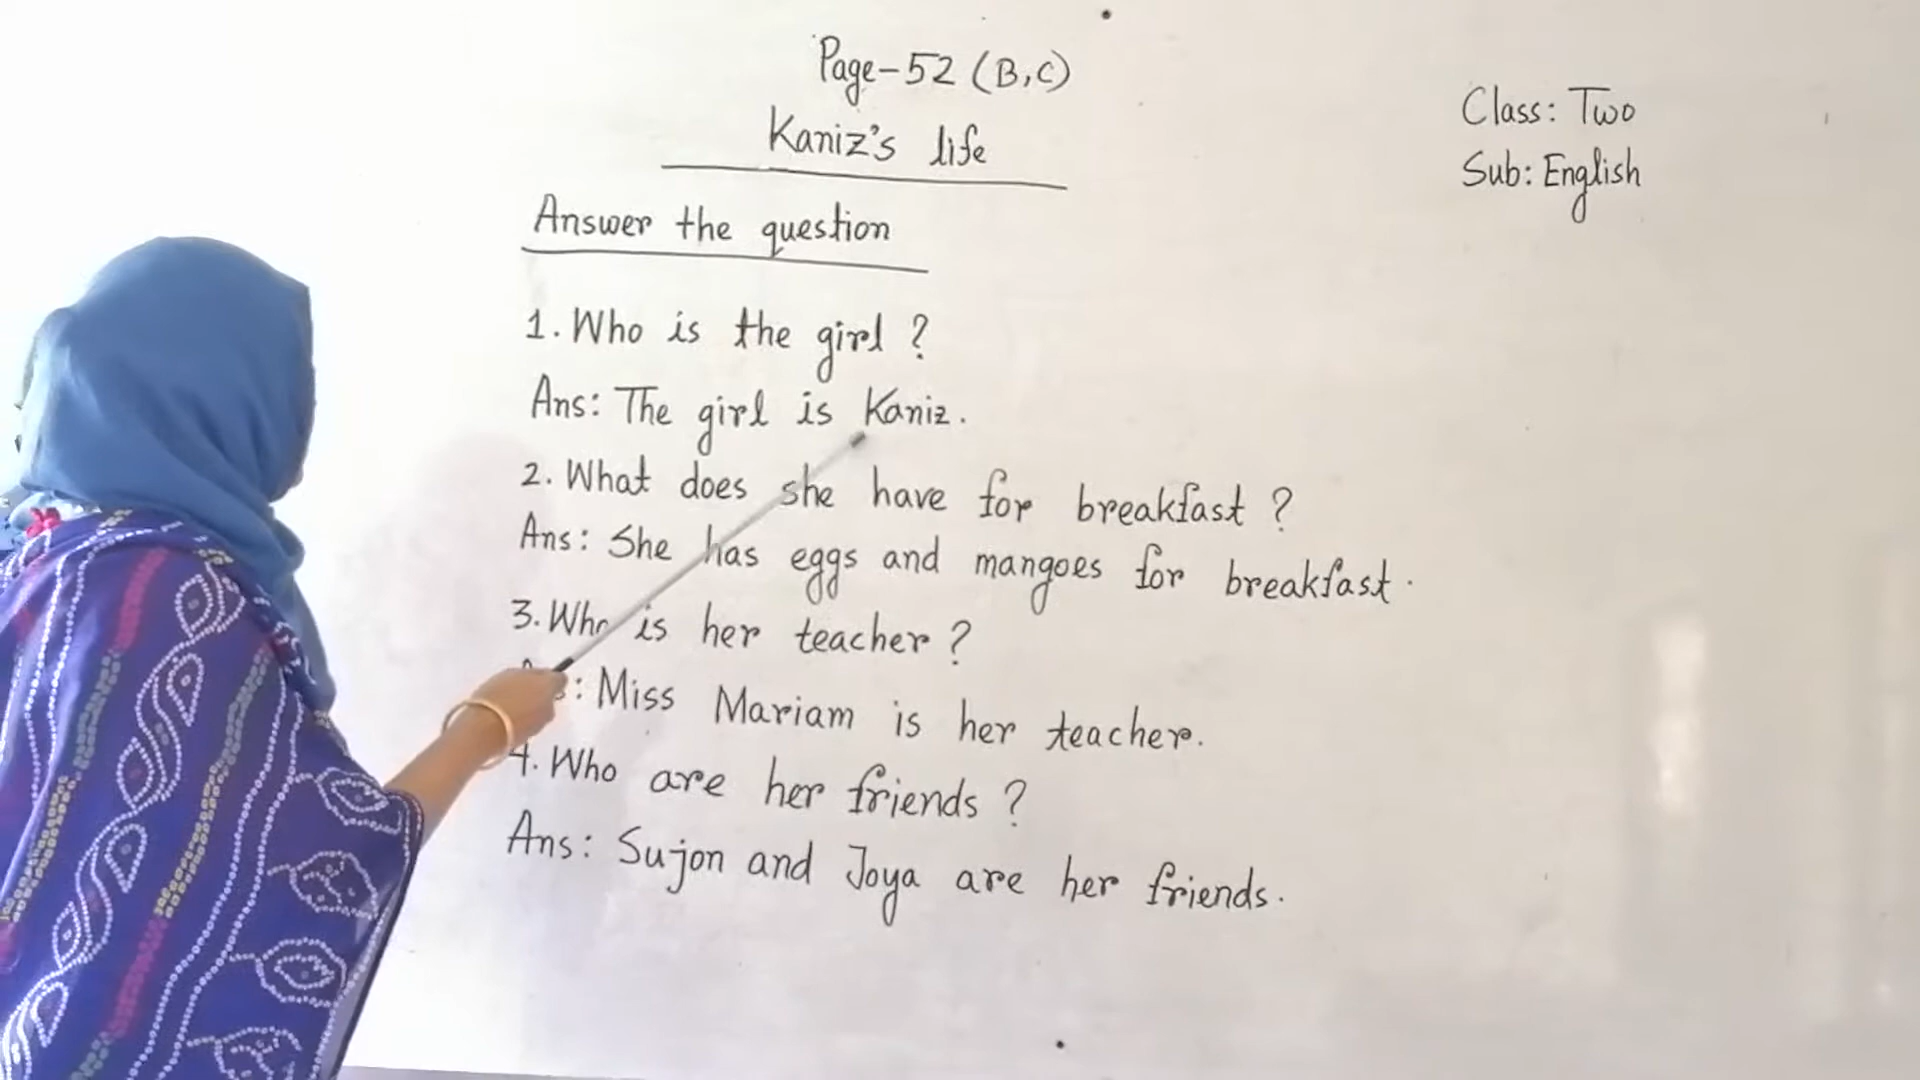 Page-52 (B,C)
Kaniz's life
Class: Two
Sub: English
Answer the question
1. Who is the girl ?
Ans: The girl is Kaniz.
2. What does she have for breakfast ?
Ans: She has eggs and mangoes for breakfast.
3. Who is her teacher ?
Ans: Miss Mariam is her teacher.
4. Who are her friends ?
Ans: Sujon and Joya are her friends.